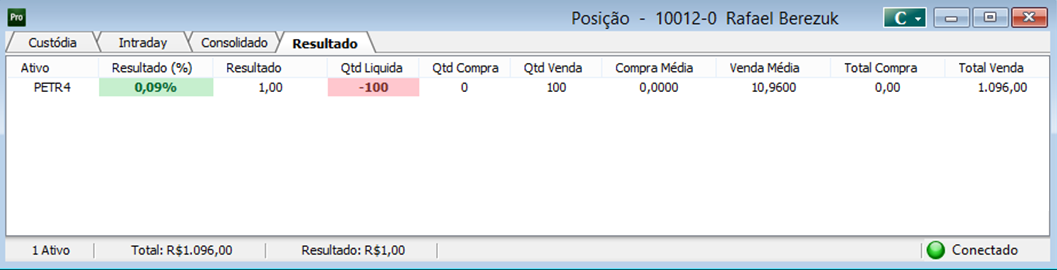 Pro Posição - 10012-0 Rafael Berezuk C
Custódia Intraday Consolidado Resultado
Ativo Resultado (%) Resultado Qtd Liquida Qtd Compra Qtd Venda Compra Média Venda Média Total Compra Total Venda
PETR4 0,09% 1,00 -100 0 100 0,0000 10,9600 0,00 1.096,00
1 Ativo Total: R$1.096,00 Resultado: R$1,00 Conectado